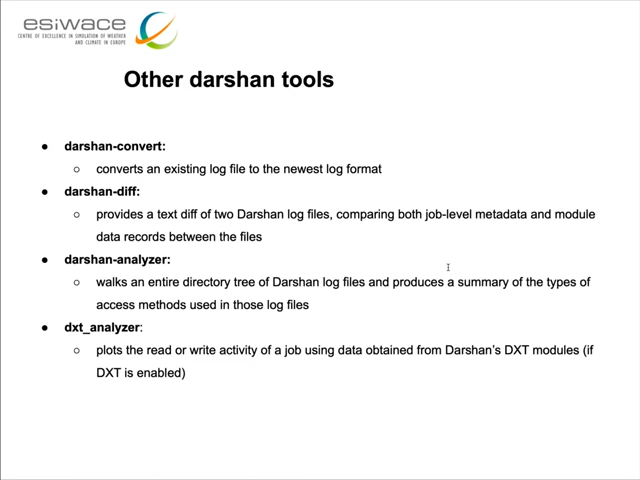 esiwace
CENTRE OF EXCELLENCE IN SIMULATION OF WEATHER
AND CLIMATE IN EUROPE
Other darshan tools
● darshan-convert:
○ converts an existing log file to the newest log format
● darshan-diff:
○ provides a text diff of two Darshan log files, comparing both job-level metadata and module
data records between the files
● darshan-analyzer:
○ walks an entire directory tree of Darshan log files and produces a summary of the types of
access methods used in those log files
● dxt_analyzer:
○ plots the read or write activity of a job using data obtained from Darshan’s DXT modules (if
DXT is enabled)